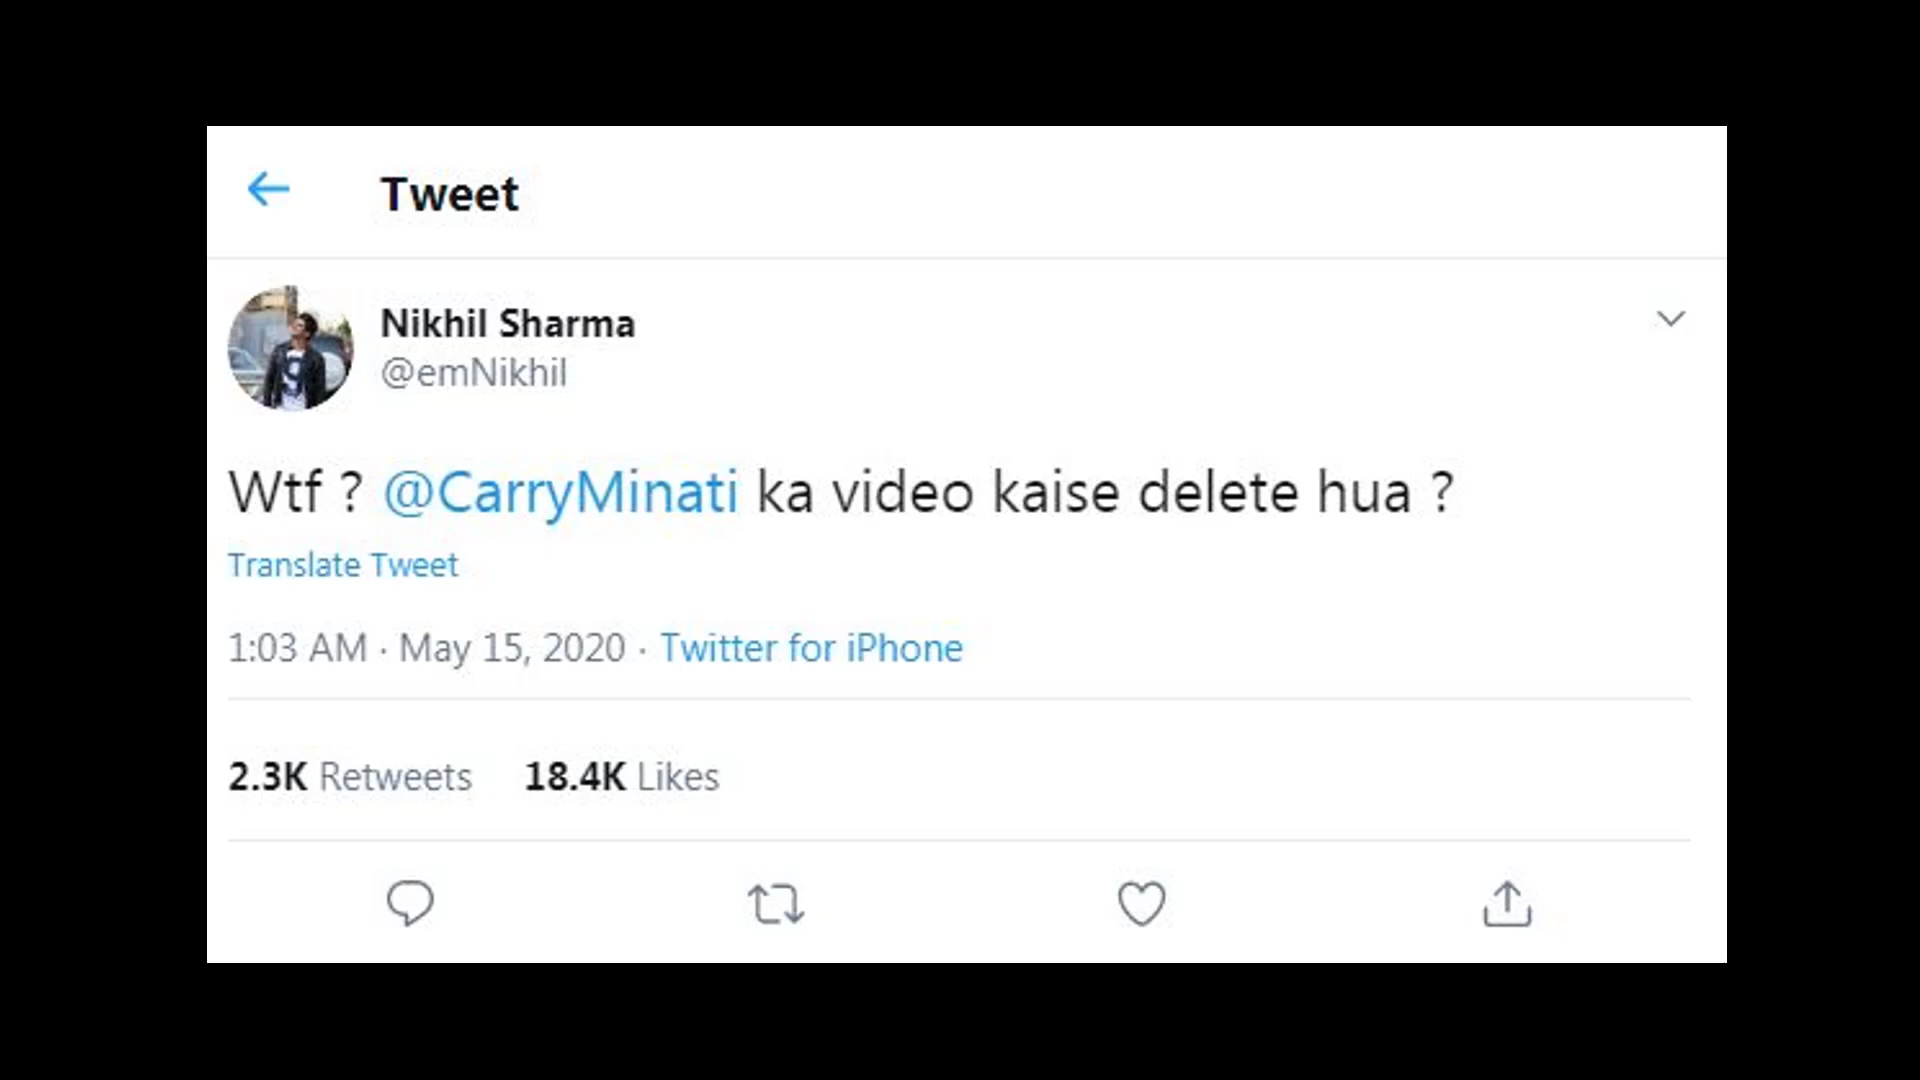 Tweet
Nikhil Sharma
@emNikhil
Wtf ? @CarryMinati ka video kaise delete hua ?
Translate Tweet
1:03 AM · May 15, 2020 · Twitter for iPhone
2.3K Retweets 18.4K Likes